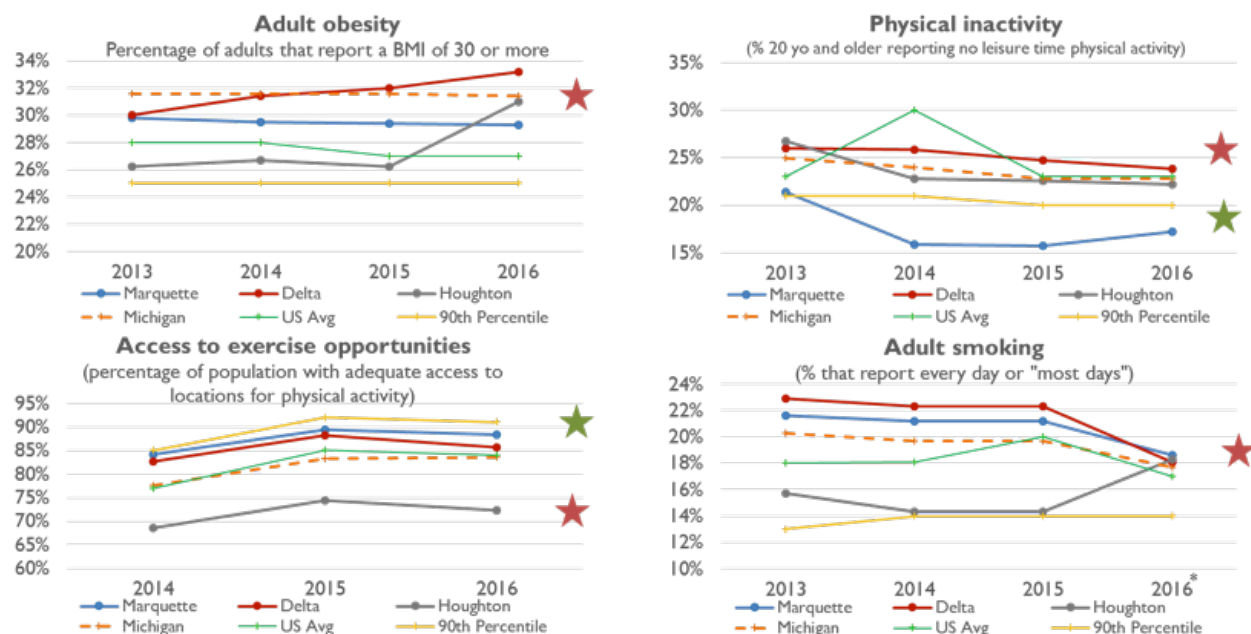 Adult obesity
Percentage of adults that report a BMI of 30 or more
34%
32%
30%
28%
26%
24%
22%
20%
2013 2014 2015 2016
Marquette Delta Houghton
Michigan US Avg 90th Percentile
Physical inactivity
(% 20 yo and older reporting no leisure time physical activity)
35%
30%
25%
20%
15%
2013 2014 2015 2016
Marquette Delta Houghton
Michigan US Avg 90th Percentile
Access to exercise opportunities
(percentage of population with adequate access to
locations for physical activity)
95%
90%
85%
80%
75%
70%
65%
60%
2014 2015 2016
Marquette Delta Houghton
Michigan US Avg 90th Percentile
Adult smoking
(% that report every day or "most days")
24%
22%
20%
18%
16%
14%
12%
10%
2013 2014 2015 2016*
Marquette Delta Houghton
Michigan US Avg 90th Percentile